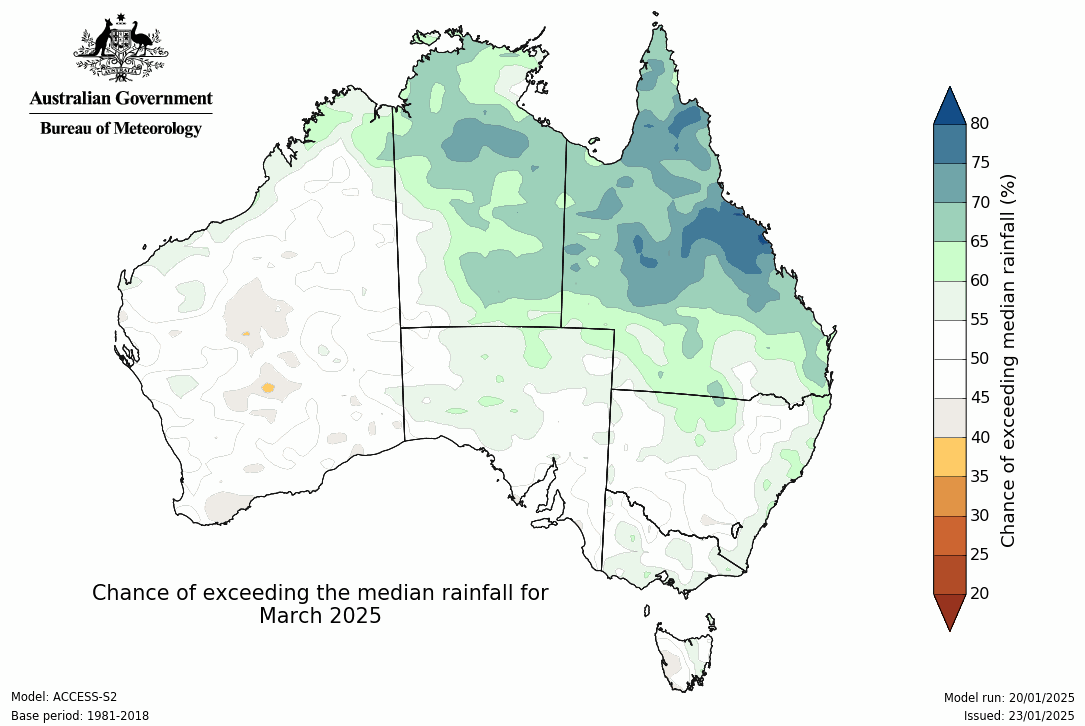 Australian Government
Bureau of Meteorology
80
75
70
65
60
55
50
45
40
35
30
25
20
Chance of exceeding median rainfall (%)
Chance of exceeding the median rainfall for
March 2025
Model: ACCESS-S2
Base period: 1981-2018
Model run: 20/01/2025
Issued: 23/01/2025